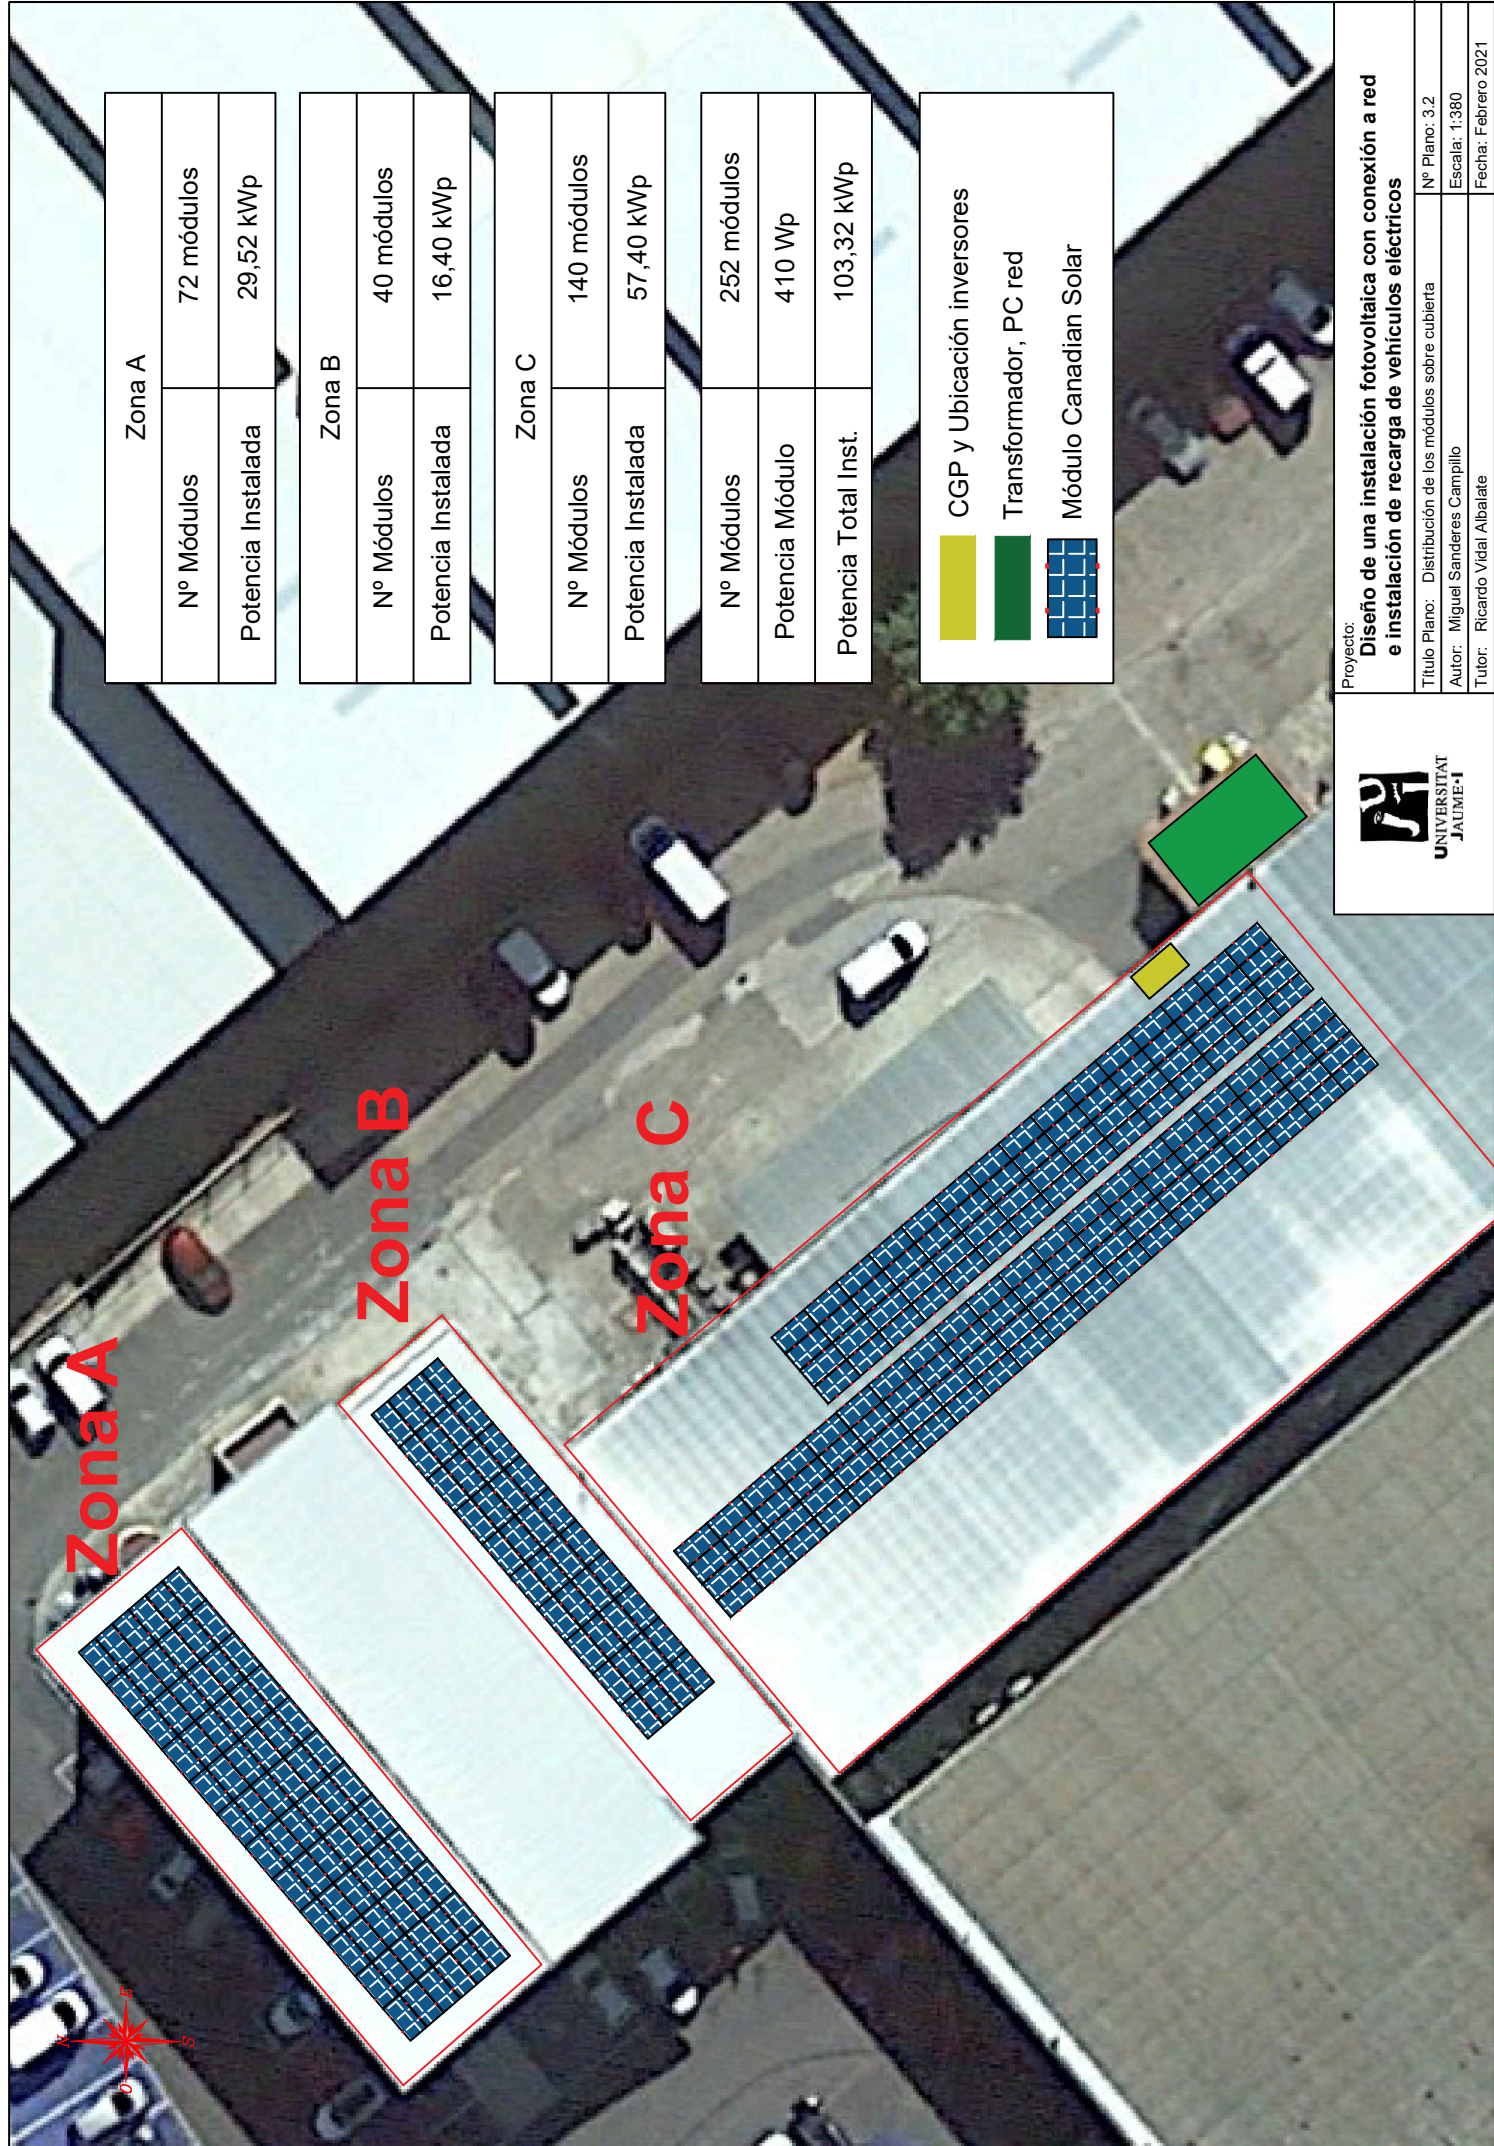 Zona A
Nº Módulos 72 módulos
Potencia Instalada 29,52 kWp
Zona B
Nº Módulos 40 módulos
Potencia Instalada 16,40 kWp
Zona C
Nº Módulos 140 módulos
Potencia Instalada 57,40 kWp
Nº Módulos 252 módulos
Potencia Módulo 410 Wp
Potencia Total Inst. 103,32 kWp
CGP y Ubicación inversores
Transformador, PC red
Módulo Canadian Solar
Zona A
Zona B
Zona C
N
E
S
O
UNIVERSITAT
JAUME•I
Proyecto:
Diseño de una instalación fotovoltaica con conexión a red
e instalación de recarga de vehículos eléctricos
Título Plano: Distribución de los módulos sobre cubierta
Nº Plano: 3.2
Autor: Miguel Sanderes Campillo
Escala: 1:380
Tutor: Ricardo Vidal Albalate
Fecha: Febrero 2021